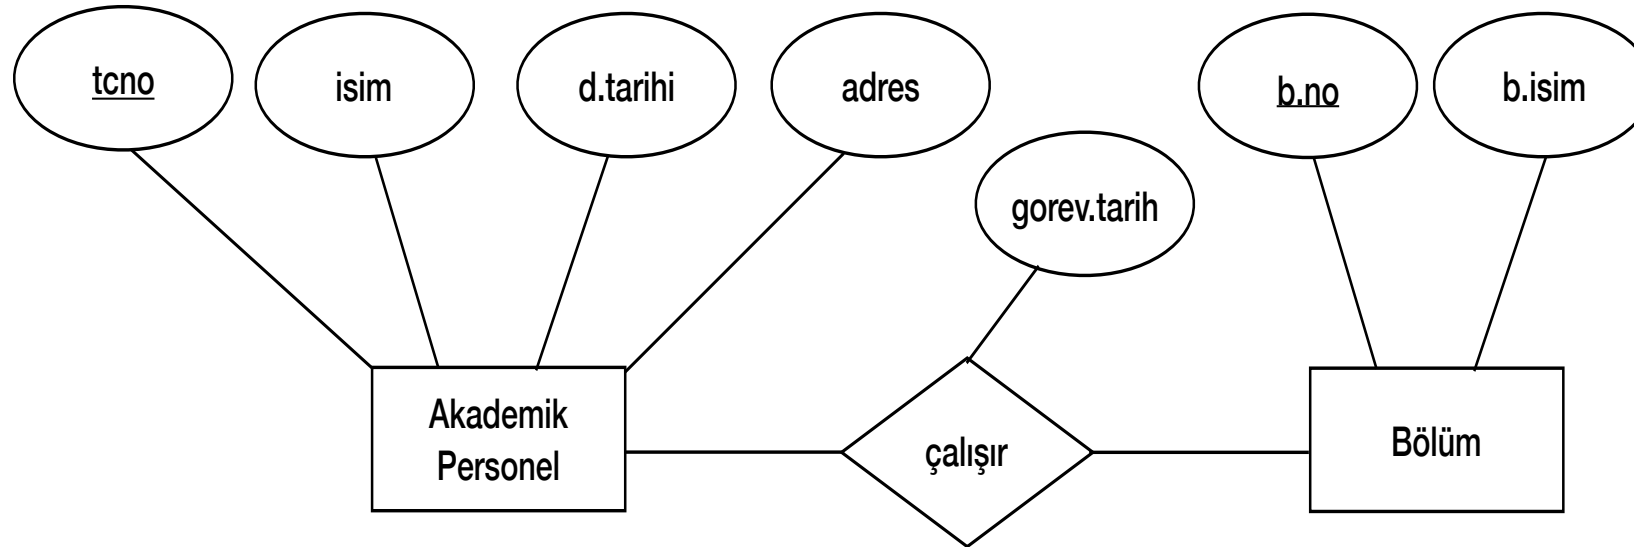 tcno
isim
d.tarihi
adres
b.no
b.isim
gorev.tarih
Akademik
Personel
çalışır
Bölüm